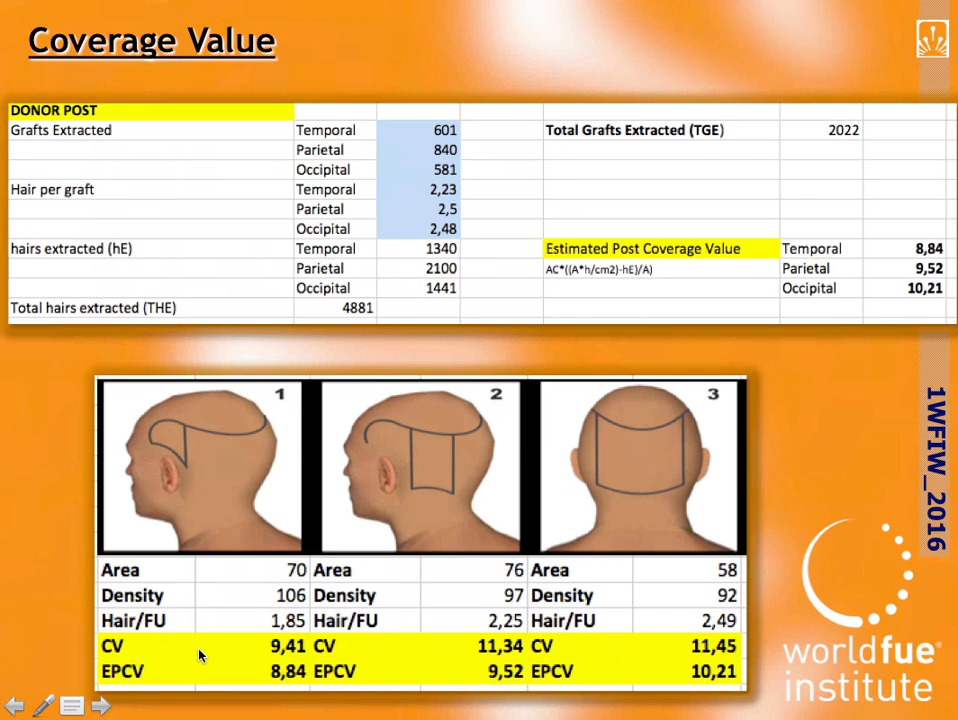 Coverage Value
DONOR POST
Grafts Extracted Temporal 601 Total Grafts Extracted (TGE) 2022
Parietal 840
Occipital 581
Hair per graft Temporal 2,23
Parietal 2,5
Occipital 2,48
hairs extracted (hE) Temporal 1340 Estimated Post Coverage Value Temporal 8,84
Parietal 2100 AC*((A*h/cm2)-hE)/A) Parietal 9,52
Occipital 1441 Occipital 10,21
Total hairs extracted (THE) 4881
1 2 3
Area 70 Area 76 Area 58
Density 106 Density 97 Density 92
Hair/FU 1,85 Hair/FU 2,25 Hair/FU 2,49
CV 9,41 CV 11,34 CV 11,45
EPCV 8,84 EPCV 9,52 EPCV 10,21
1WFIW_2016
worldfue®
institute